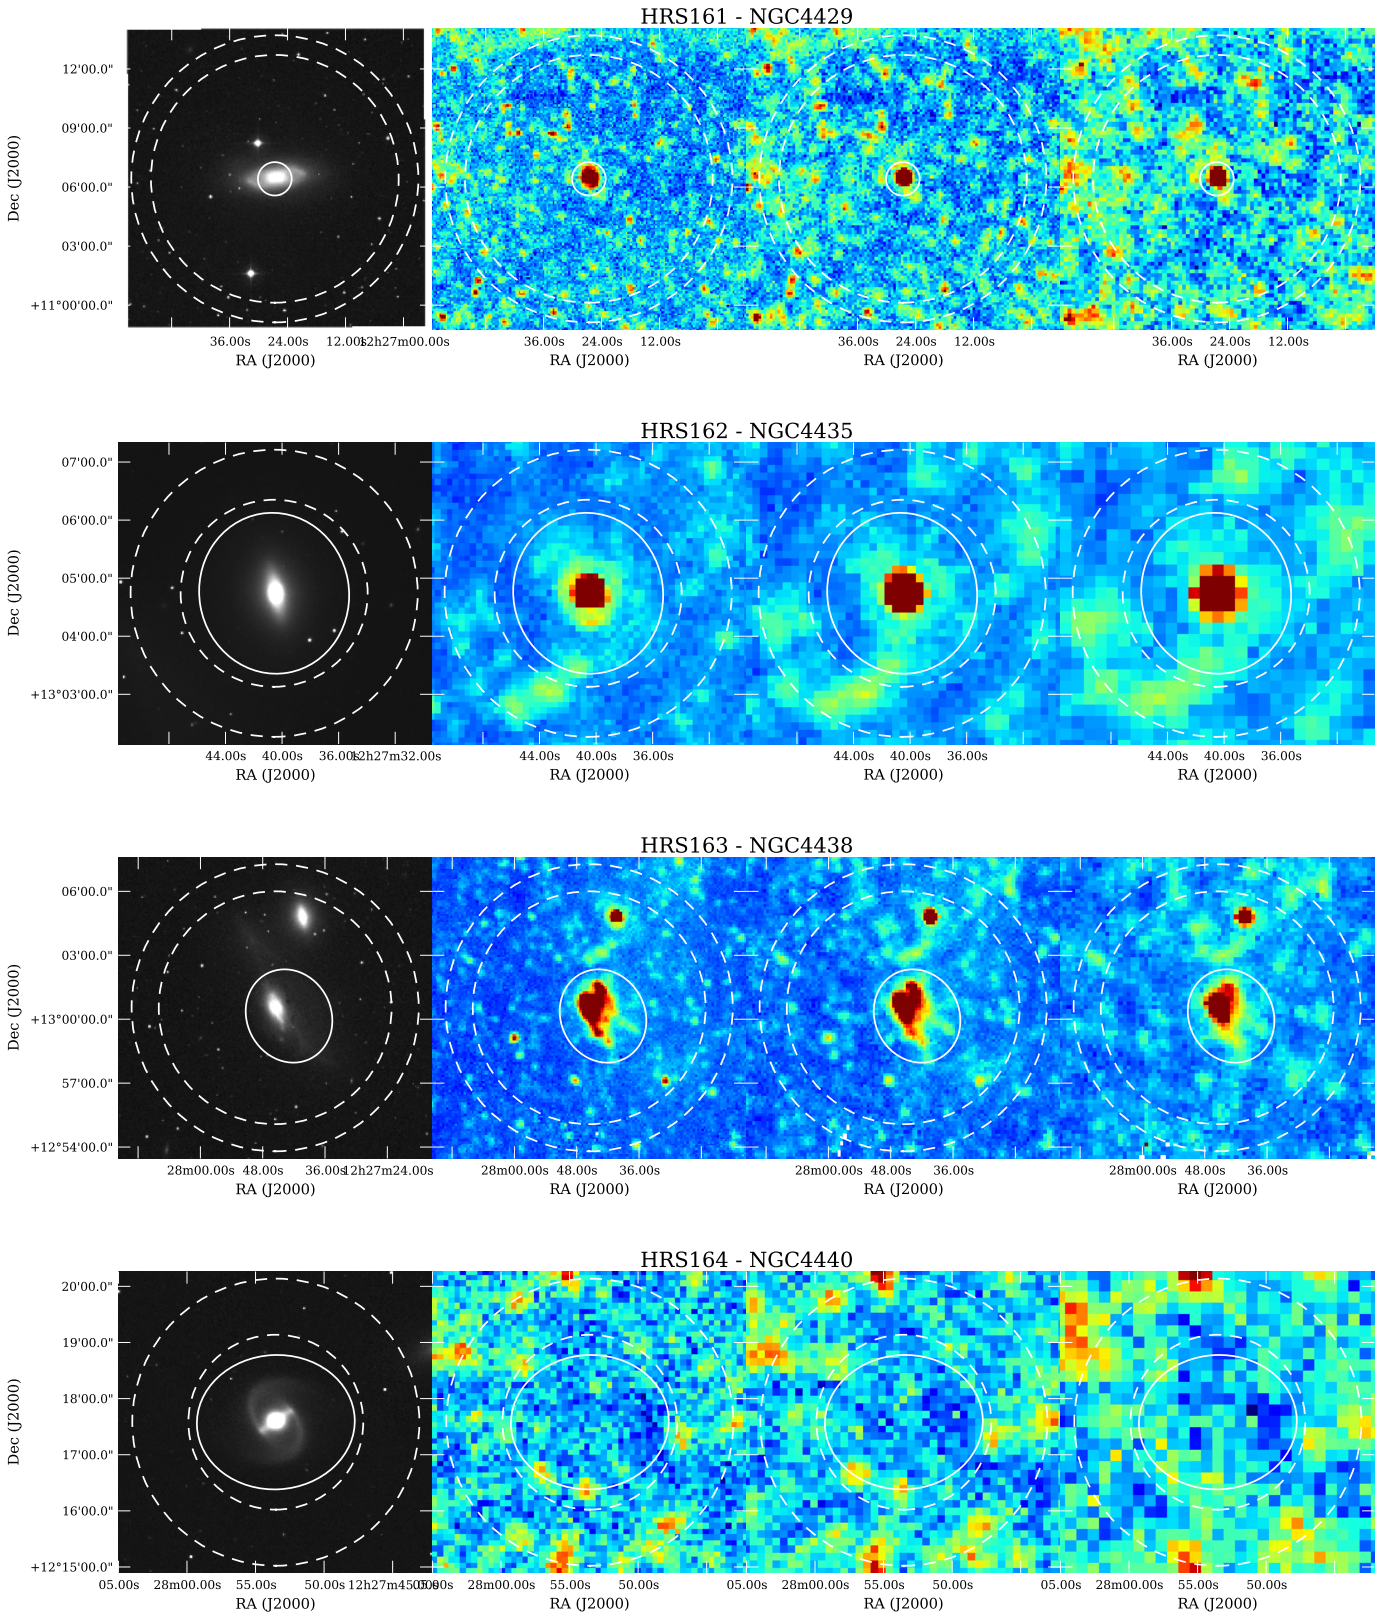 HRS161 - NGC4429
12'00.0"
09'00.0"
06'00.0"
03'00.0"
+11°00'00.0"
Dec (J2000)
36.00s 24.00s 12.00s 12h27m00.00s 36.00s 24.00s 12.00s 36.00s 24.00s 12.00s 36.00s 24.00s 12.00s
RA (J2000) RA (J2000) RA (J2000) RA (J2000)
HRS162 - NGC4435
07'00.0"
06'00.0"
05'00.0"
04'00.0"
+13°03'00.0"
Dec (J2000)
44.00s 40.00s 36.00s 12h27m32.00s 44.00s 40.00s 36.00s 44.00s 40.00s 36.00s 44.00s 40.00s 36.00s
RA (J2000) RA (J2000) RA (J2000) RA (J2000)
HRS163 - NGC4438
06'00.0"
03'00.0"
+13°00'00.0"
57'00.0"
+12°54'00.0"
Dec (J2000)
28m00.00s 48.00s 36.00s 12h27m24.00s 28m00.00s 48.00s 36.00s 28m00.00s 48.00s 36.00s 28m00.00s 48.00s 36.00s
RA (J2000) RA (J2000) RA (J2000) RA (J2000)
HRS164 - NGC4440
20'00.0"
19'00.0"
18'00.0"
17'00.0"
16'00.0"
+12°15'00.0"
Dec (J2000)
05.00s 28m00.00s 55.00s 50.00s 12h27m45.00s 05.00s 28m00.00s 55.00s 50.00s 05.00s 28m00.00s 55.00s 50.00s 05.00s 28m00.00s 55.00s 50.00s
RA (J2000) RA (J2000) RA (J2000) RA (J2000)